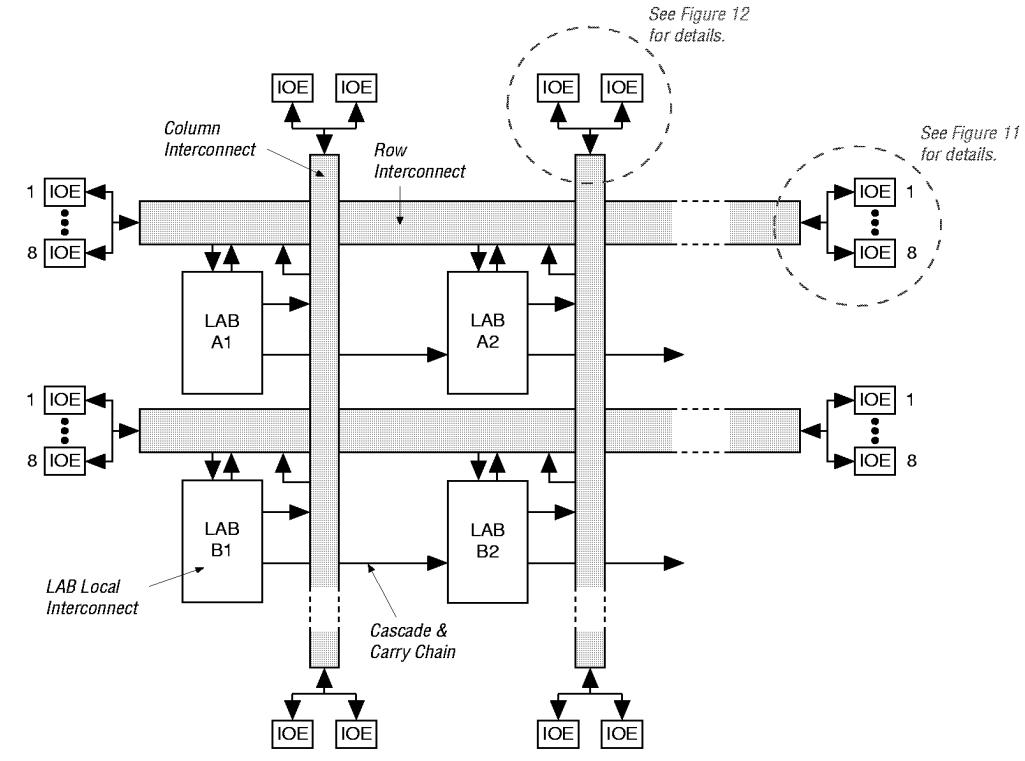 See Figure 12
for details.
IOE IOE IOE IOE
Column
Interconnect
Row
Interconnect
See Figure 11
for details.
1 IOE IOE 1
8 IOE IOE 8
LAB
A1
LAB
A2
1 IOE IOE 1
8 IOE IOE 8
LAB
B1
LAB
B2
LAB Local
Interconnect
Cascade &
Carry Chain
IOE IOE IOE IOE